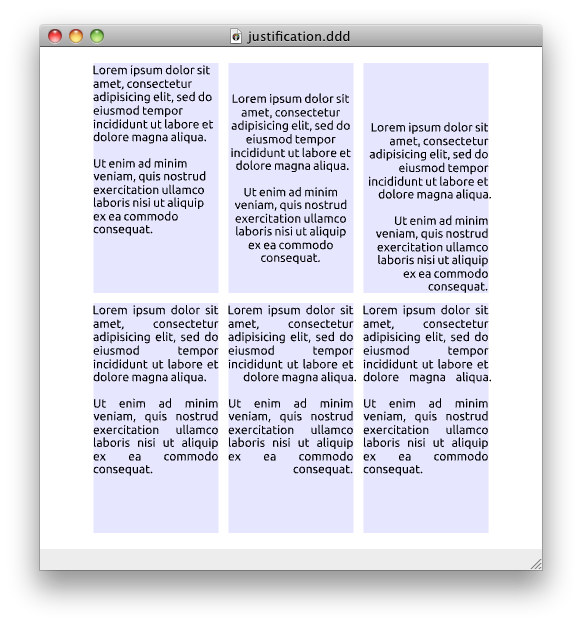 justification.ddd
Lorem ipsum dolor sit
amet, consectetur
adipisicing elit, sed do
eiusmod tempor
incididunt ut labore et
dolore magna aliqua.
Ut enim ad minim
veniam, quis nostrud
exercitation ullamco
laboris nisi ut aliquip
ex ea commodo
consequat.
Lorem ipsum dolor sit
amet, consectetur
adipisicing elit, sed do
eiusmod tempor
incididunt ut labore et
dolore magna aliqua.
Ut enim ad minim
veniam, quis nostrud
exercitation ullamco
laboris nisi ut aliquip
ex ea commodo
consequat.
Lorem ipsum dolor sit
amet, consectetur
adipisicing elit, sed do
eiusmod tempor
incididunt ut labore et
dolore magna aliqua.
Ut enim ad minim
veniam, quis nostrud
exercitation ullamco
laboris nisi ut aliquip
ex ea commodo
consequat.
Lorem ipsum dolor sit
amet, consectetur
adipisicing elit, sed do
eiusmod tempor
incididunt ut labore et
dolore magna aliqua.
Ut enim ad minim
veniam, quis nostrud
exercitation ullamco
laboris nisi ut aliquip
ex ea commodo
consequat.
Lorem ipsum dolor sit
amet, consectetur
adipisicing elit, sed do
eiusmod tempor
incididunt ut labore et
dolore magna aliqua.
Ut enim ad minim
veniam, quis nostrud
exercitation ullamco
laboris nisi ut aliquip
ex ea commodo
consequat.
Lorem ipsum dolor sit
amet, consectetur
adipisicing elit, sed do
eiusmod tempor
incididunt ut labore et
dolore magna aliqua.
Ut enim ad minim
veniam, quis nostrud
exercitation ullamco
laboris nisi ut aliquip
ex ea commodo
consequat.